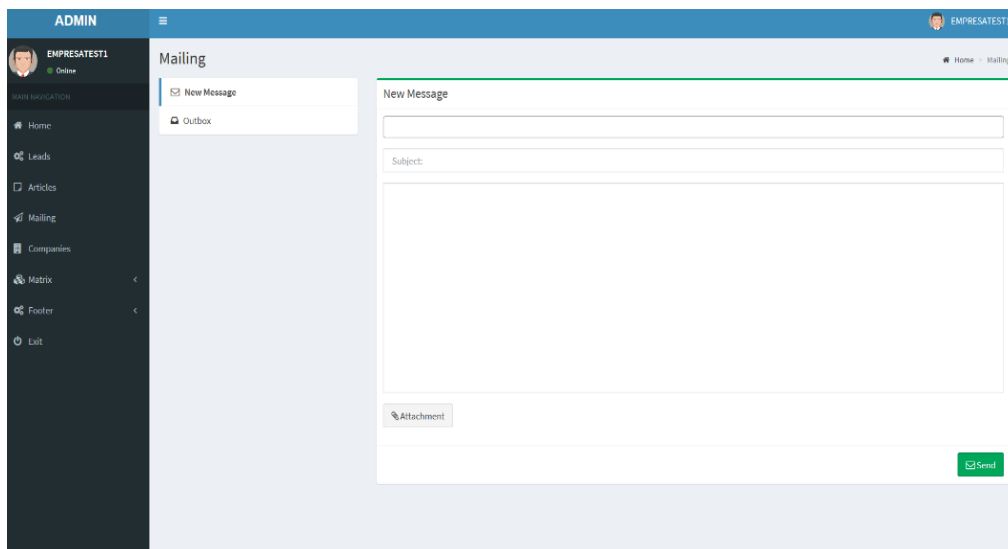 ADMIN
EMPRESATEST1
EMPRESATEST1
Online
Mailing
Home > Mailing
MAIN NAVIGATION
Home
Leads
Articles
Mailing
Companies
Matrix
Footer
Exit
New Message
Outbox
New Message
Subject:
Attachment
Send